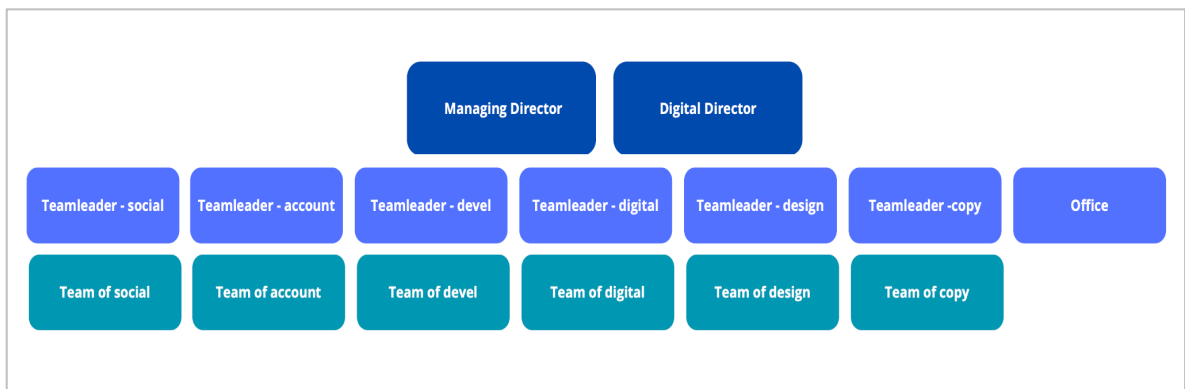 Managing Director
Digital Director
Teamleader - social
Teamleader - account
Teamleader - devel
Teamleader - digital
Teamleader - design
Teamleader -copy
Office
Team of social
Team of account
Team of devel
Team of digital
Team of design
Team of copy